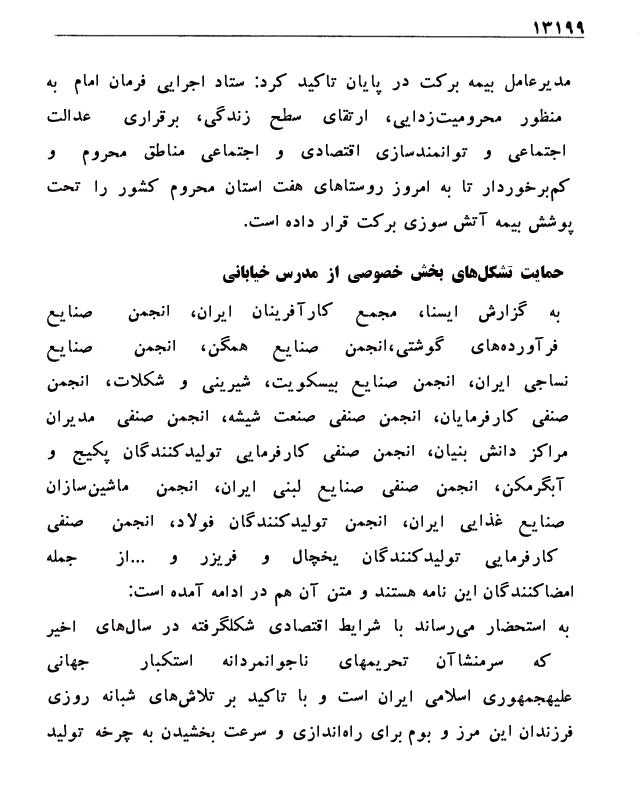 ۱۳۱۹۹
مدیرعامل بیمه برکت در پایان تاکید کرد: ستاد اجرایی فرمان امام به
منظور محرومیت‌زدایی، ارتقای سطح زندگی، برقراری عدالت
اجتماعی و توانمندسازی اقتصادی و اجتماعی مناطق محروم و
کم‌برخوردار تا به امروز روستاهای هفت استان محروم کشور را تحت
پوشش بیمه آتش سوزی برکت قرار داده است.
حمایت تشکل‌های بخش خصوصی از مدرس خیابانی
به گزارش ایسنا، مجمع کارآفرینان ایران، انجمن صنایع
فرآورده‌های گوشتی،انجمن صنایع همگن، انجمن صنایع
نساجی ایران، انجمن صنایع بیسکویت، شیرینی و شکلات، انجمن
صنفی کارفرمایان، انجمن صنفی صنعت شیشه، انجمن صنفی مدیران
مراکز دانش بنیان، انجمن صنفی کارفرمایی تولیدکنندگان پکیج و
آبگرمکن، انجمن صنفی صنایع لبنی ایران، انجمن ماشین‌سازان
صنایع غذایی ایران، انجمن تولیدکنندگان فولاد، انجمن صنفی
کارفرمایی تولیدکنندگان یخچال و فریزر و ...از جمله
امضاکنندگان این نامه هستند و متن آن هم در ادامه آمده است:
به استحضار می‌رساند با شرایط اقتصادی شکلگرفته در سال‌های اخیر
که سرمنشاآن تحریمهای ناجوانمردانه استکبار جهانی
علیهجمهوری اسلامی ایران است و با تاکید بر تلاش‌های شبانه روزی
فرزندان این مرز و بوم برای راه‌اندازی و سرعت بخشیدن به چرخه تولید